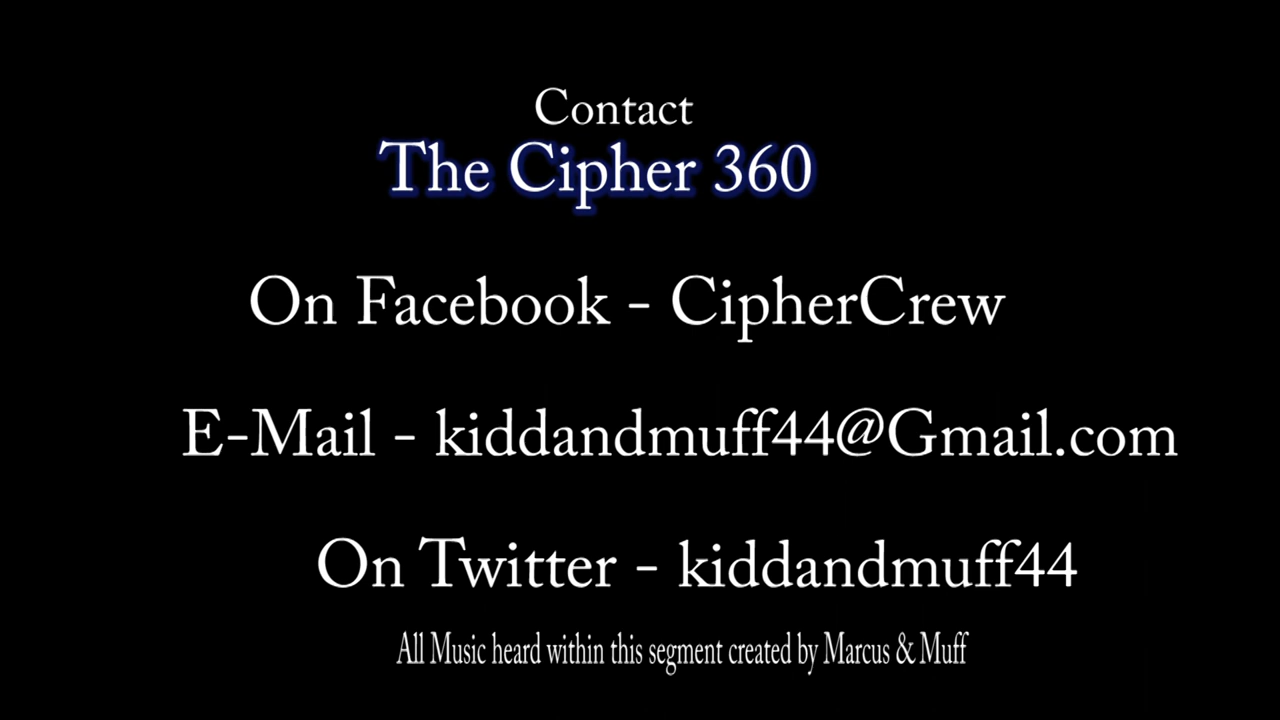 Contact
The Cipher 360
On Facebook - CipherCrew
E-Mail - kiddandmuff44@Gmail.com
On Twitter - kiddandmuff44
All Music heard within this segment created by Marcus & Muff